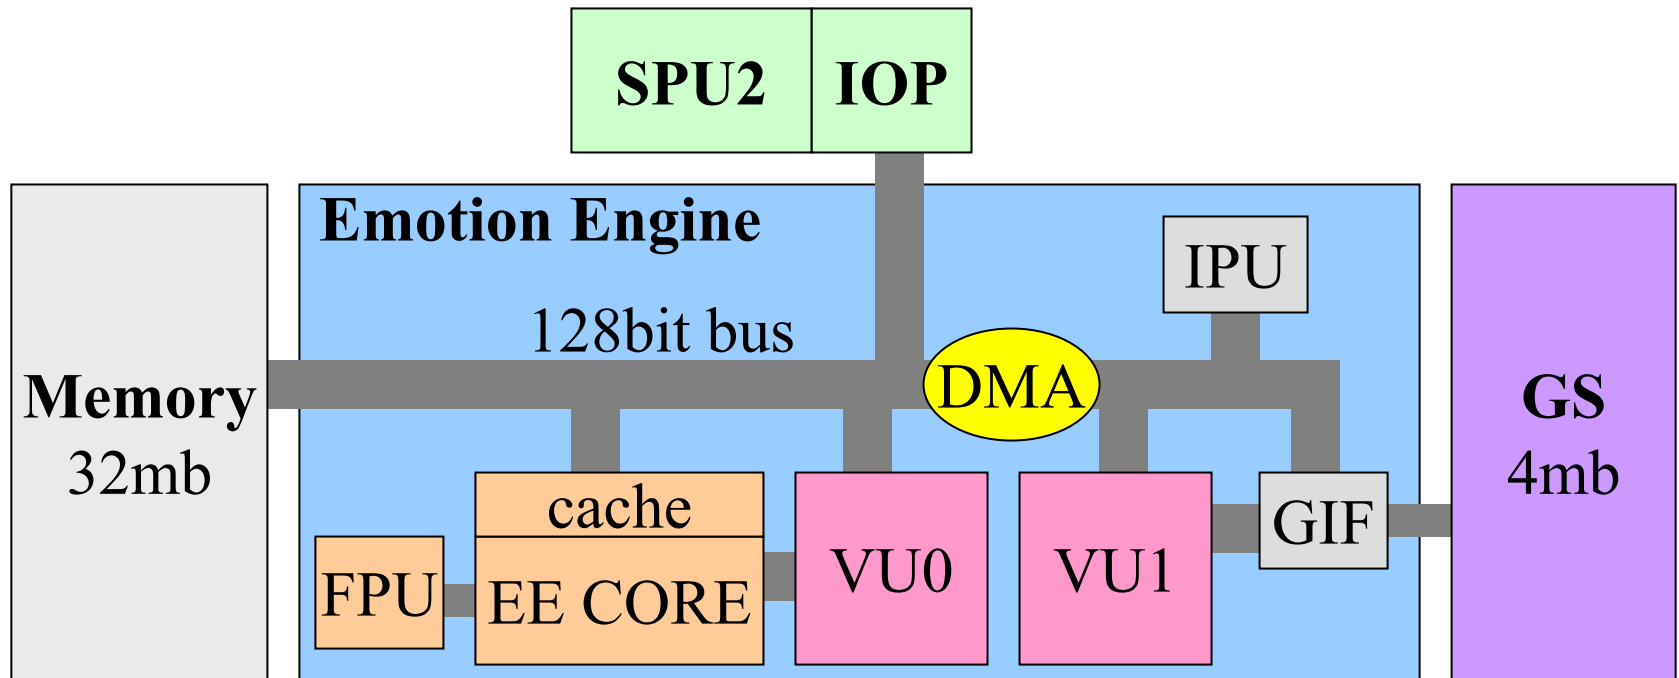 SPU2
IOP
Emotion Engine
IPU
128bit bus
DMA
Memory
32mb
GS
4mb
cache
GIF
FPU
EE CORE
VU0
VU1